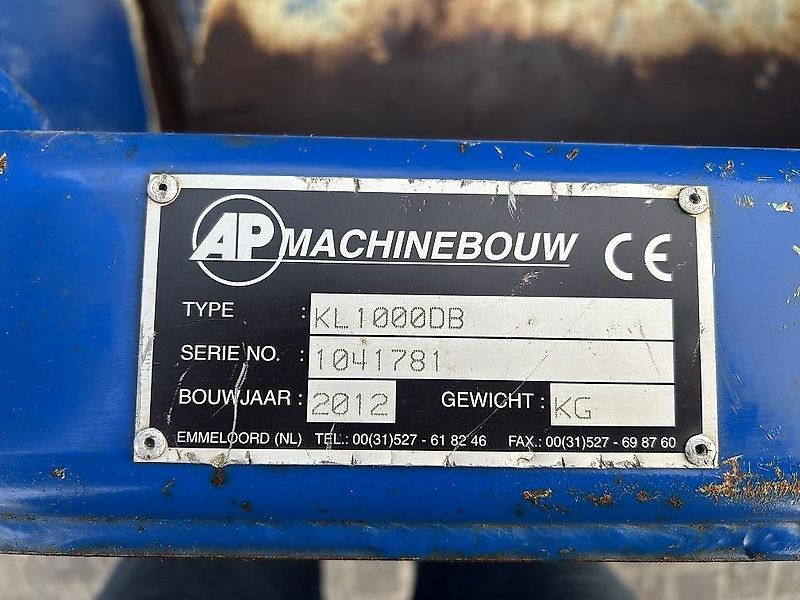 AP MACHINEBOUW CE
TYPE : KL1000DB
SERIE NO. : 1041781
BOUWJAAR : 2012 GEWICHT : KG
EMMELOORD (NL) TEL.: 00(31)527 - 61 82 46 FAX.: 00(31)527 - 69 87 60